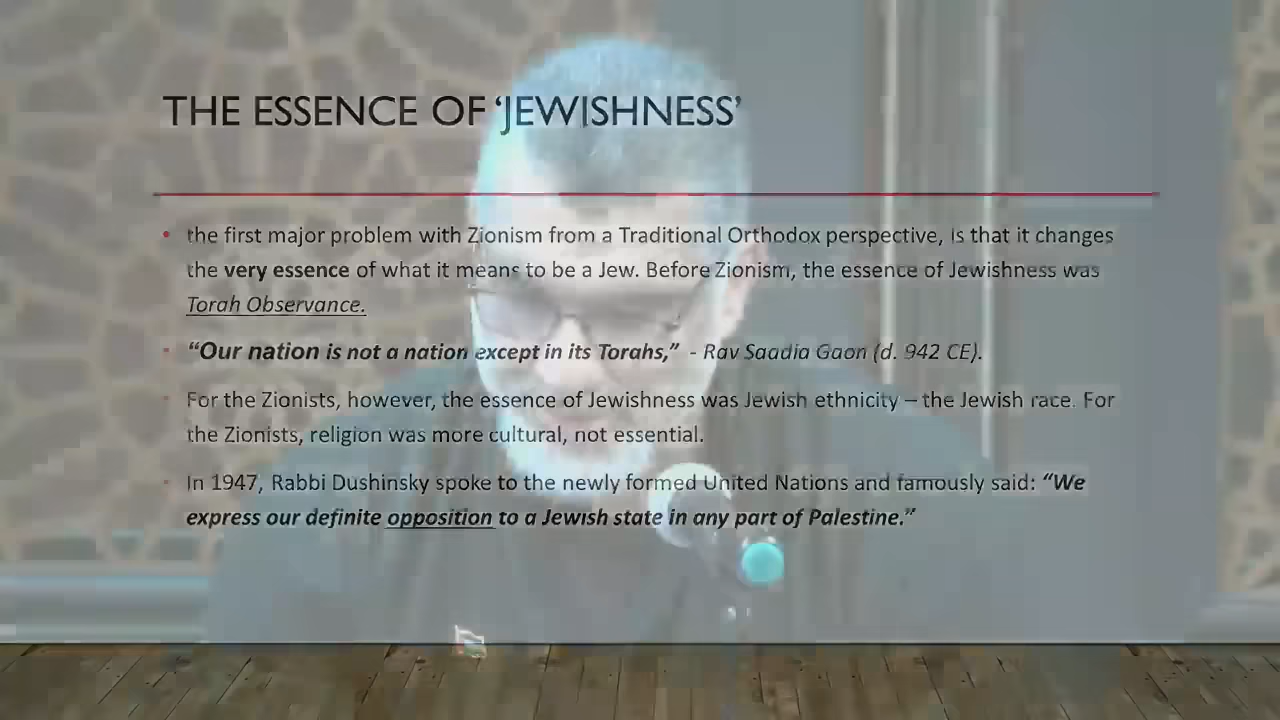 THE ESSENCE OF ‘JEWISHNESS’
• the first major problem with Zionism from a Traditional Orthodox perspective, is that it changes
the very essence of what it means to be a Jew. Before Zionism, the essence of Jewishness was
Torah Observance.
• “Our nation is not a nation except in its Torahs,” - Rav Saadia Gaon (d. 942 CE).
• For the Zionists, however, the essence of Jewishness was Jewish ethnicity – the Jewish race. For
the Zionists, religion was more cultural, not essential.
• In 1947, Rabbi Dushinsky spoke to the newly formed United Nations and famously said: “We
express our definite opposition to a Jewish state in any part of Palestine.”